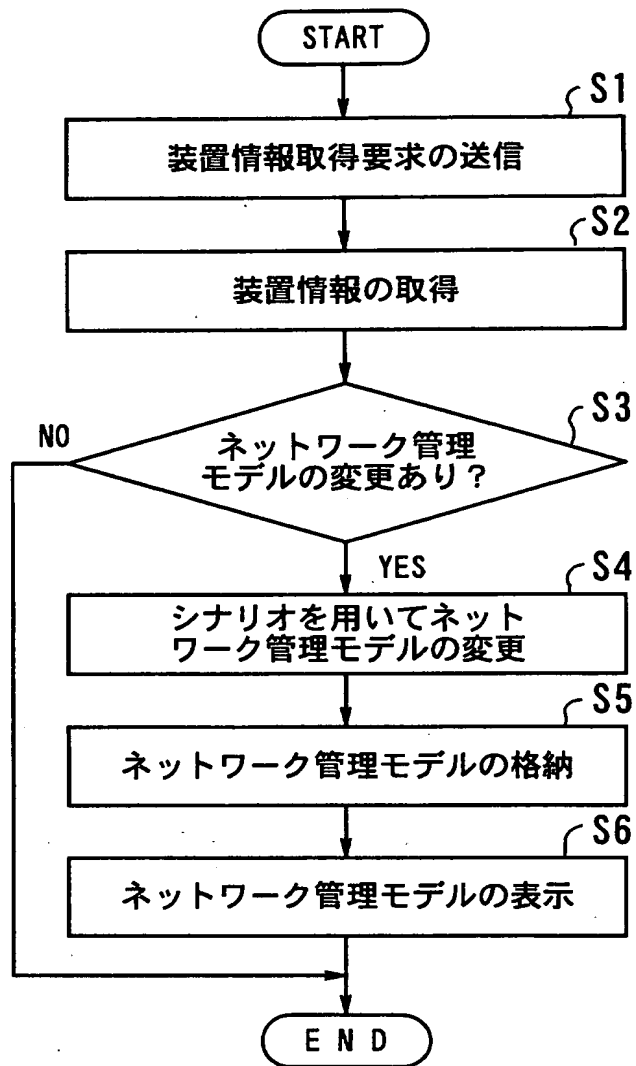 START
S1
装置情報取得要求の送信
S2
装置情報の取得
S3
NO
ネットワーク管理
モデルの変更あり？
YES
S4
シナリオを用いてネット
ワーク管理モデルの変更
S5
ネットワーク管理モデルの格納
S6
ネットワーク管理モデルの表示
END